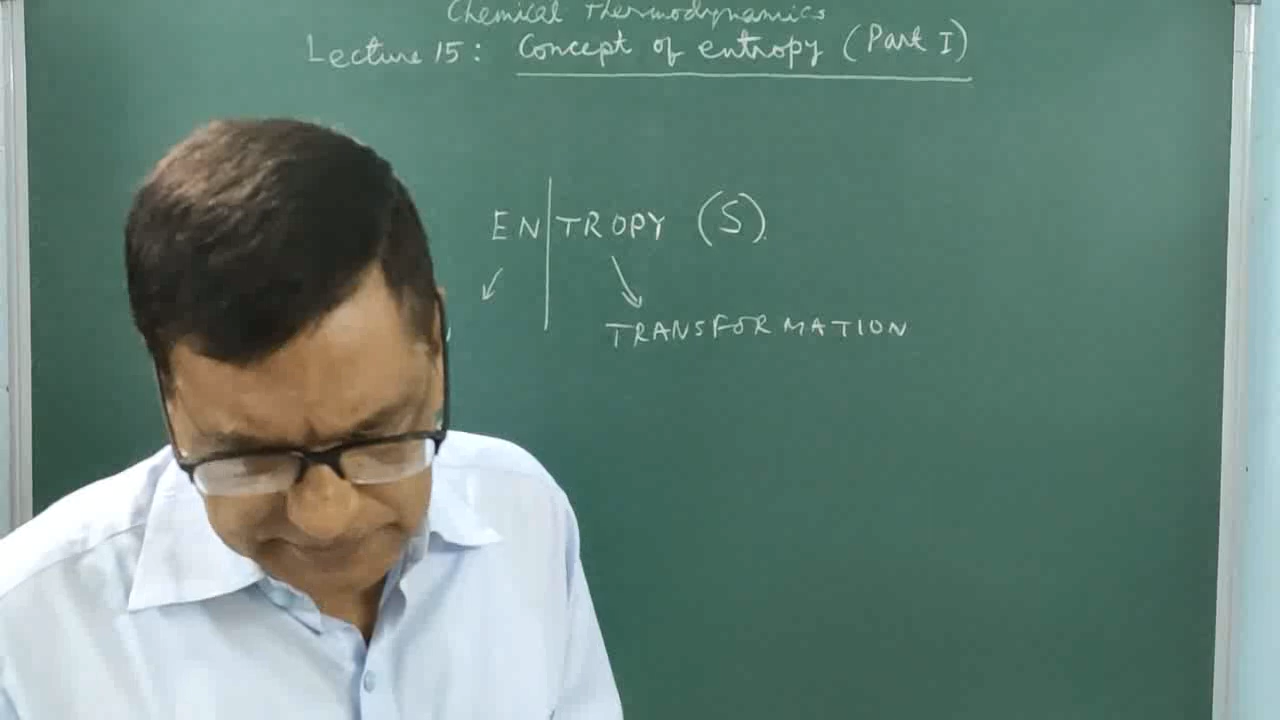 Chemical Thermodynamics
Lecture 15: Concept of entropy (Part I)
EN|TROPY (S)
TRANSFORMATION